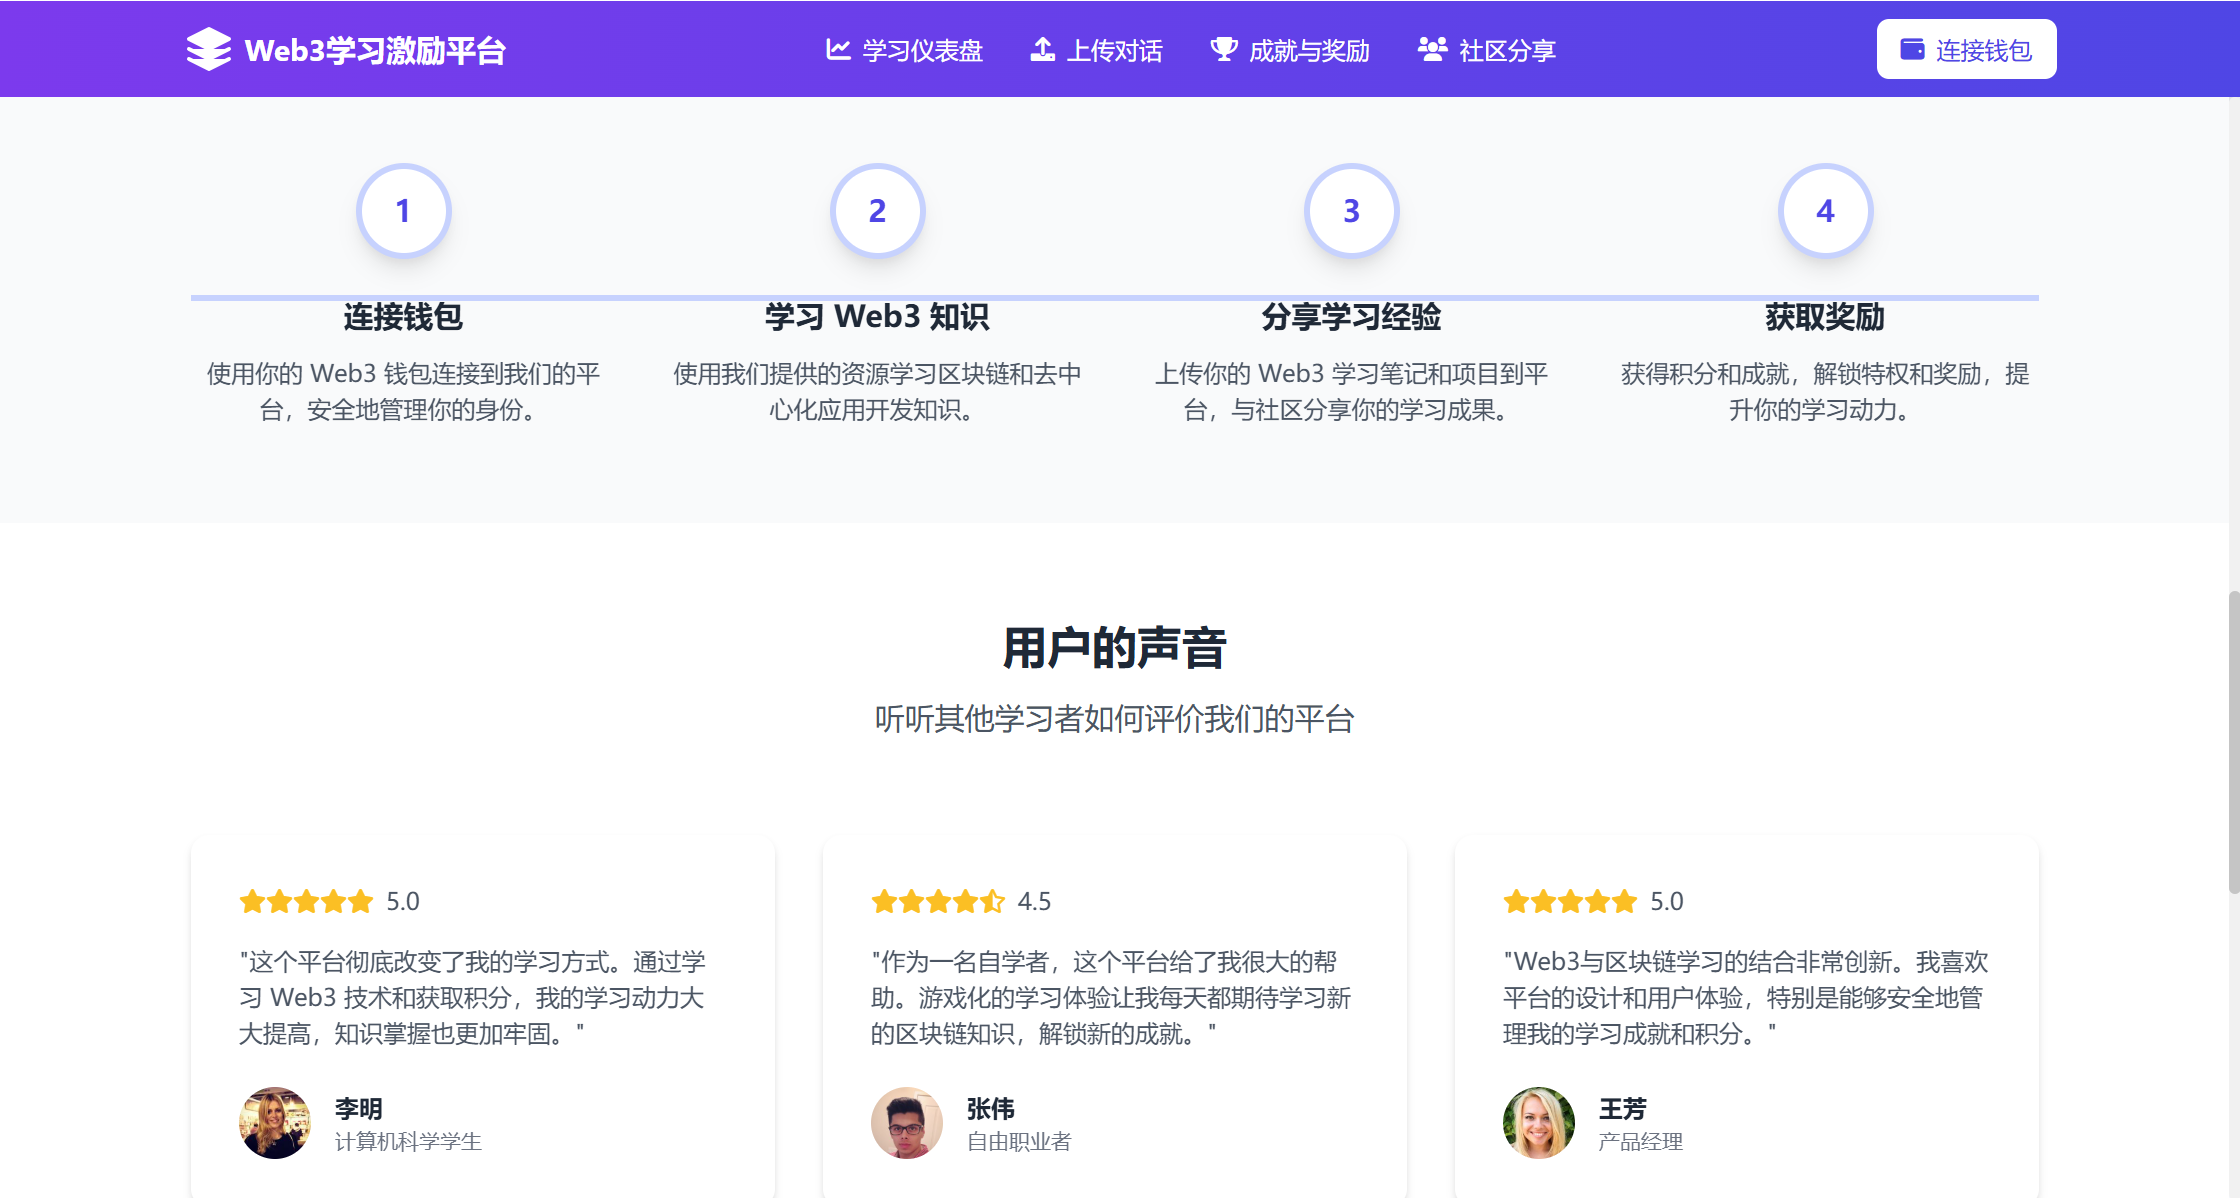 Web3学习激励平台
学习仪表盘
上传对话
成就与奖励
社区分享
连接钱包
1
2
3
4
连接钱包
使用你的 Web3 钱包连接到我们的平
台，安全地管理你的身份。
学习 Web3 知识
使用我们提供的资源学习区块链和去中
心化应用开发知识。
分享学习经验
上传你的 Web3 学习笔记和项目到平
台，与社区分享你的学习成果。
获取奖励
获得积分和成就，解锁特权和奖励，提
升你的学习动力。
用户的声音
听听其他学习者如何评价我们的平台
5.0
"这个平台彻底改变了我的学习方式。通过学
习 Web3 技术和获取积分，我的学习动力大
大提高，知识掌握也更加牢固。"
李明
计算机科学学生
4.5
"作为一名自学者，这个平台给了我很大的帮
助。游戏化的学习体验让我每天都期待学习新
的区块链知识，解锁新的成就。"
张伟
自由职业者
5.0
"Web3与区块链学习的结合非常创新。我喜欢
平台的设计和用户体验，特别是能够安全地管
理我的学习成就和积分。"
王芳
产品经理